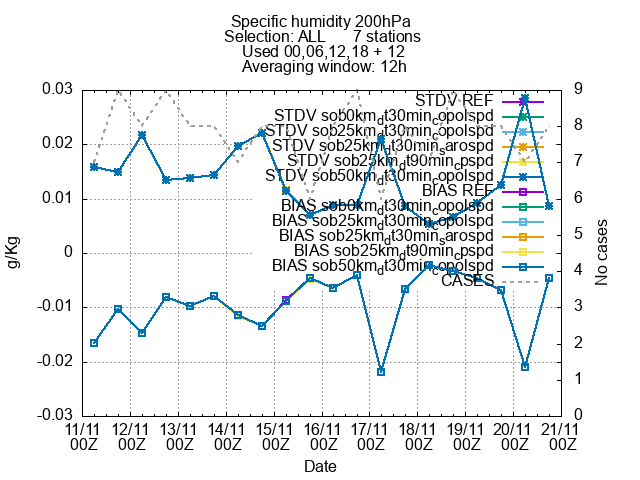 Specific humidity 200hPa
Selection: ALL 7 stations
Used 00,06,12,18 + 12
Averaging window: 12h
0.03
0.02
0.01
0
-0.01
-0.02
-0.03
g/Kg
9
8
7
6
5
4
3
2
1
0
No cases
STDV REF
STDV sob0km_dt30min_copolspd
STDV sob25km_dt30min_copolspd
STDV sob25km_dt30min_sarospd
STDV sob25km_dt90min_cpspd
STDV sob50km_dt30min_copolspd
BIAS REF
BIAS sob0km_dt30min_copolspd
BIAS sob25km_dt30min_copolspd
BIAS sob25km_dt30min_sarospd
BIAS sob25km_dt90min_cpspd
BIAS sob50km_dt30min_copolspd
CASES
11/11 12/11 13/11 14/11 15/11 16/11 17/11 18/11 19/11 20/11 21/11
00Z 00Z 00Z 00Z 00Z 00Z 00Z 00Z 00Z 00Z 00Z
Date